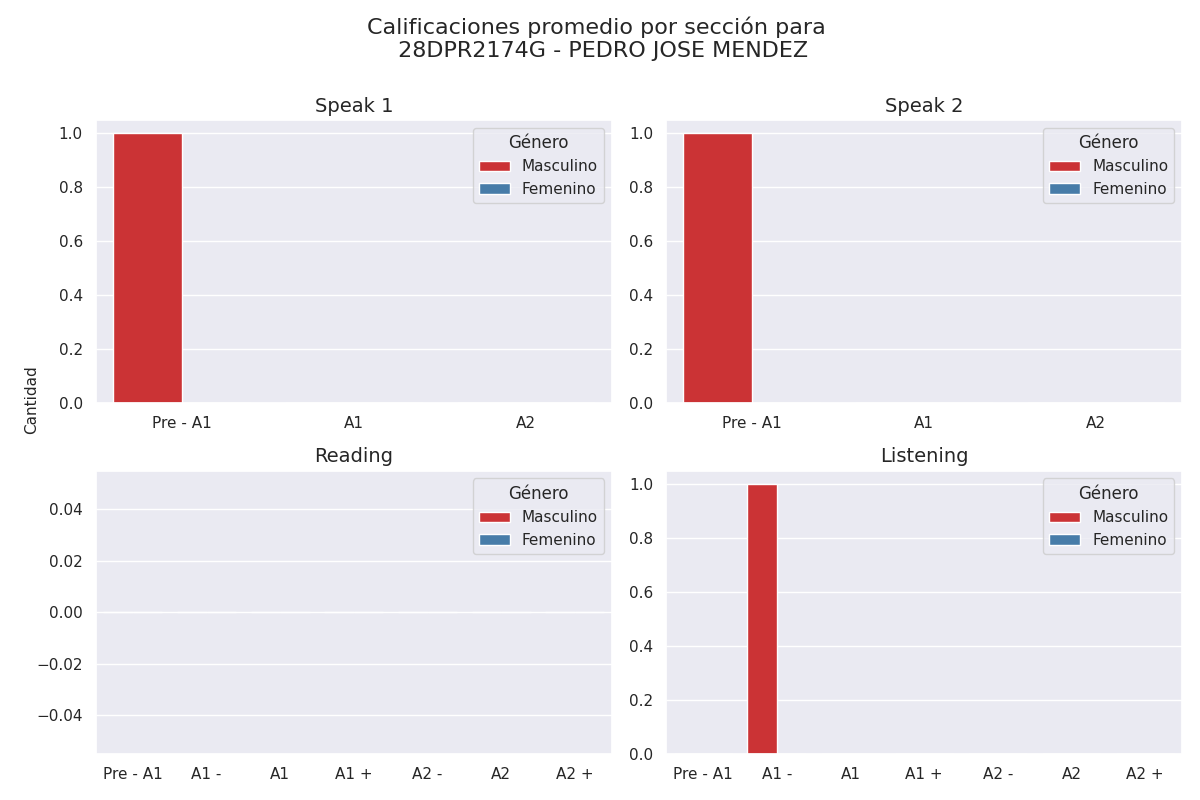 Calificaciones promedio por sección para
28DPR2174G - PEDRO JOSE MENDEZ
Speak 1
1.0
0.8
0.6
0.4
0.2
0.0
Género
Masculino
Femenino
Pre - A1 A1 A2
Speak 2
1.0
0.8
0.6
0.4
0.2
0.0
Género
Masculino
Femenino
Pre - A1 A1 A2
Cantidad
Reading
0.04
0.02
0.00
−0.02
−0.04
Género
Masculino
Femenino
Pre - A1 A1 - A1 A1 + A2 - A2 A2 +
Listening
1.0
0.8
0.6
0.4
0.2
0.0
Género
Masculino
Femenino
Pre - A1 A1 - A1 A1 + A2 - A2 A2 +